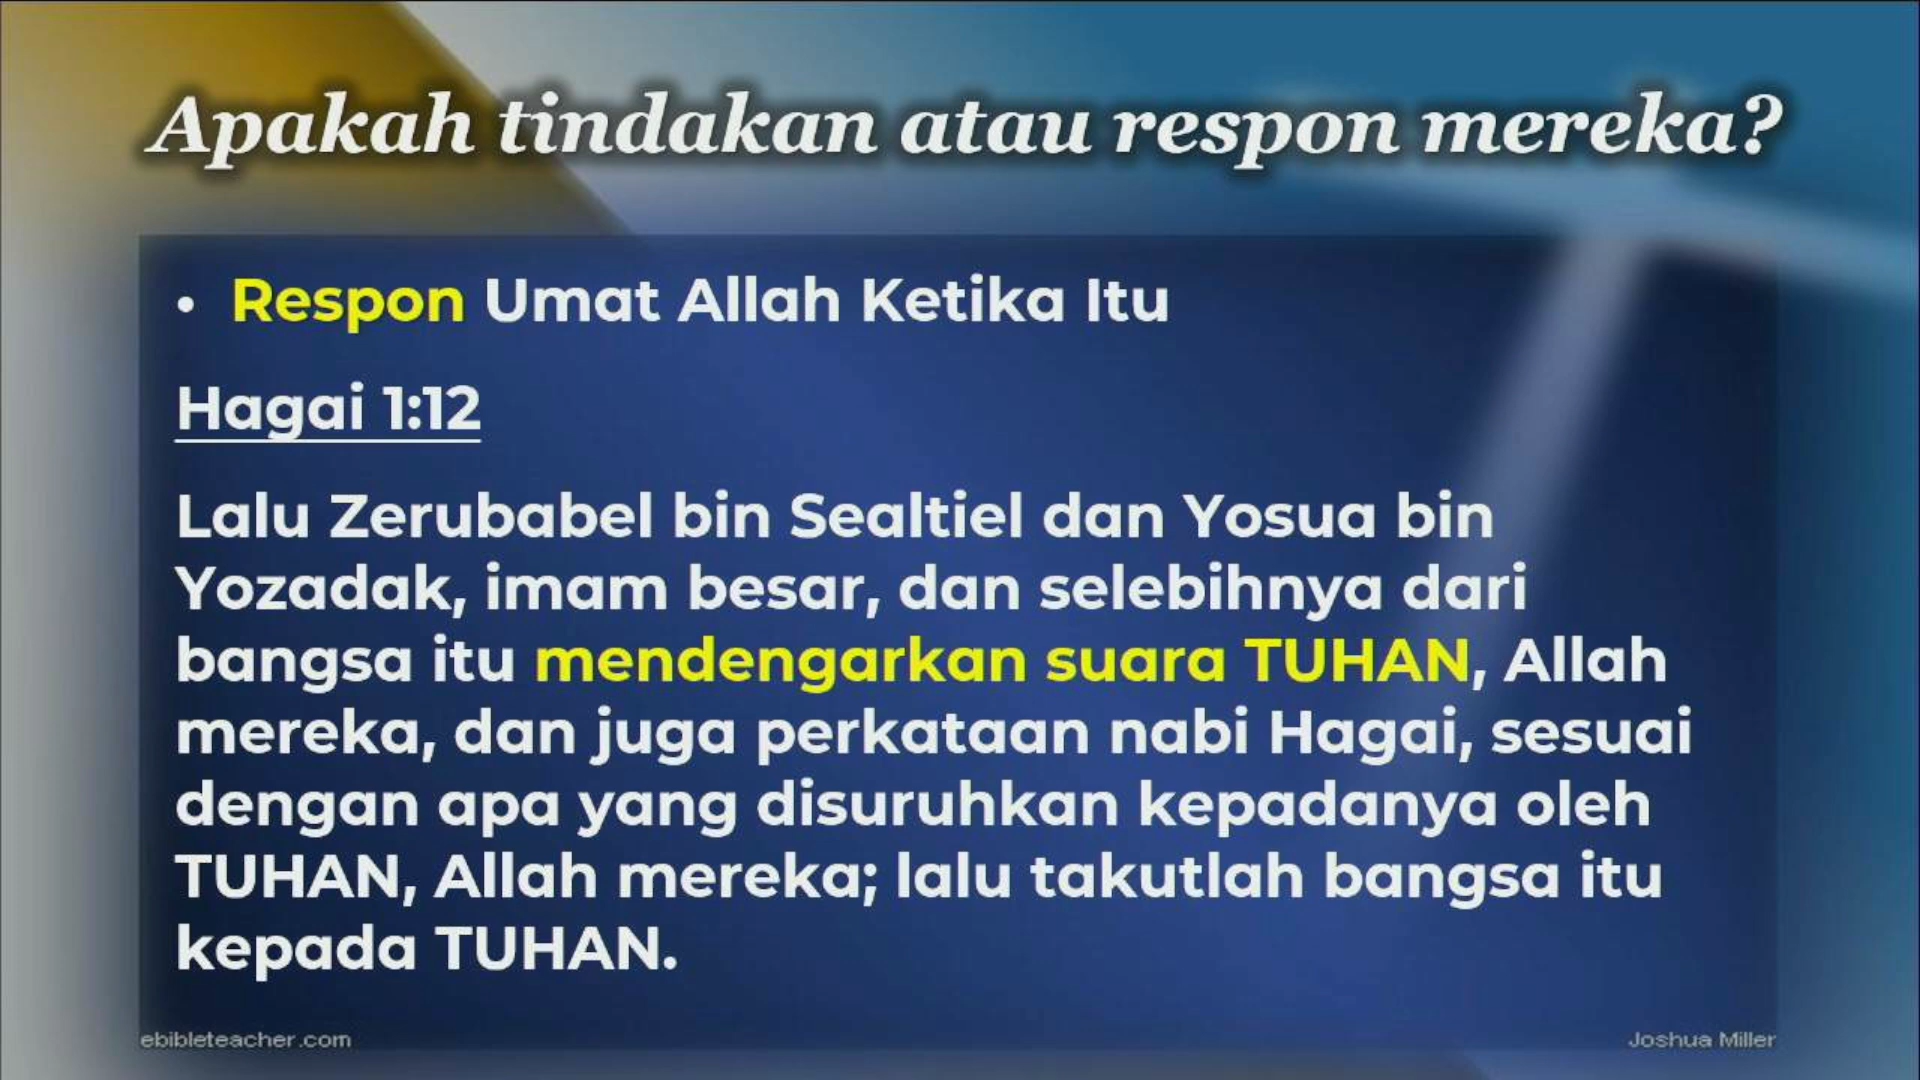 Apakah tindakan atau respon mereka?
• Respon Umat Allah Ketika Itu
Hagai 1:12
Lalu Zerubabel bin Sealtiel dan Yosua bin
Yozadak, imam besar, dan selebihnya dari
bangsa itu mendengarkan suara TUHAN, Allah
mereka, dan juga perkataan nabi Hagai, sesuai
dengan apa yang disuruhkan kepadanya oleh
TUHAN, Allah mereka; lalu takutlah bangsa itu
kepada TUHAN.
ebibleteacher.com
Joshua Miller